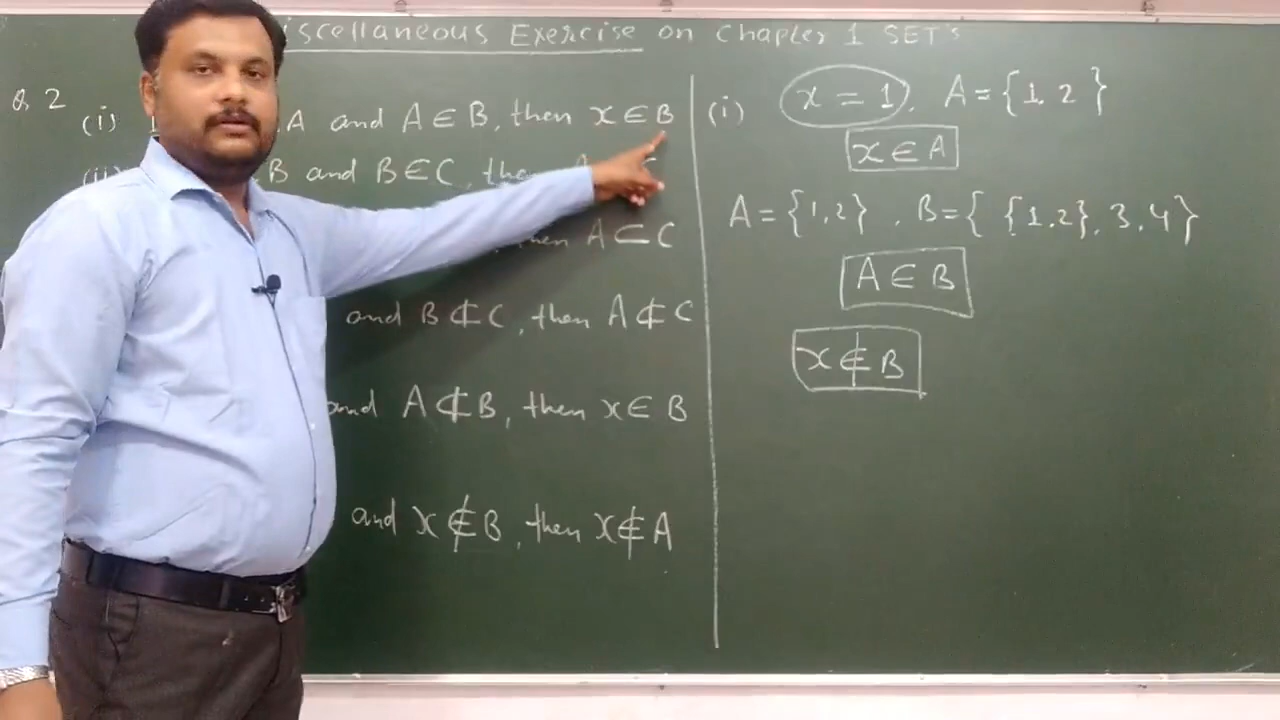 iscellaneous Exercise on Chapter 1 SET's
Q.2
(i) A and A ∈ B, then x ∈ B
(ii) B and B ∈ C, then A C
then A ⊂ C
and B ⊄ C, then A ⊄ C
and A ⊄ B, then x ∈ B
and x ∉ B, then x ∉ A
(i) x = 1, A = {1, 2}
x ∈ A
A = {1, 2}, B = { {1, 2}, 3, 4}
A ∈ B
x ∉ B